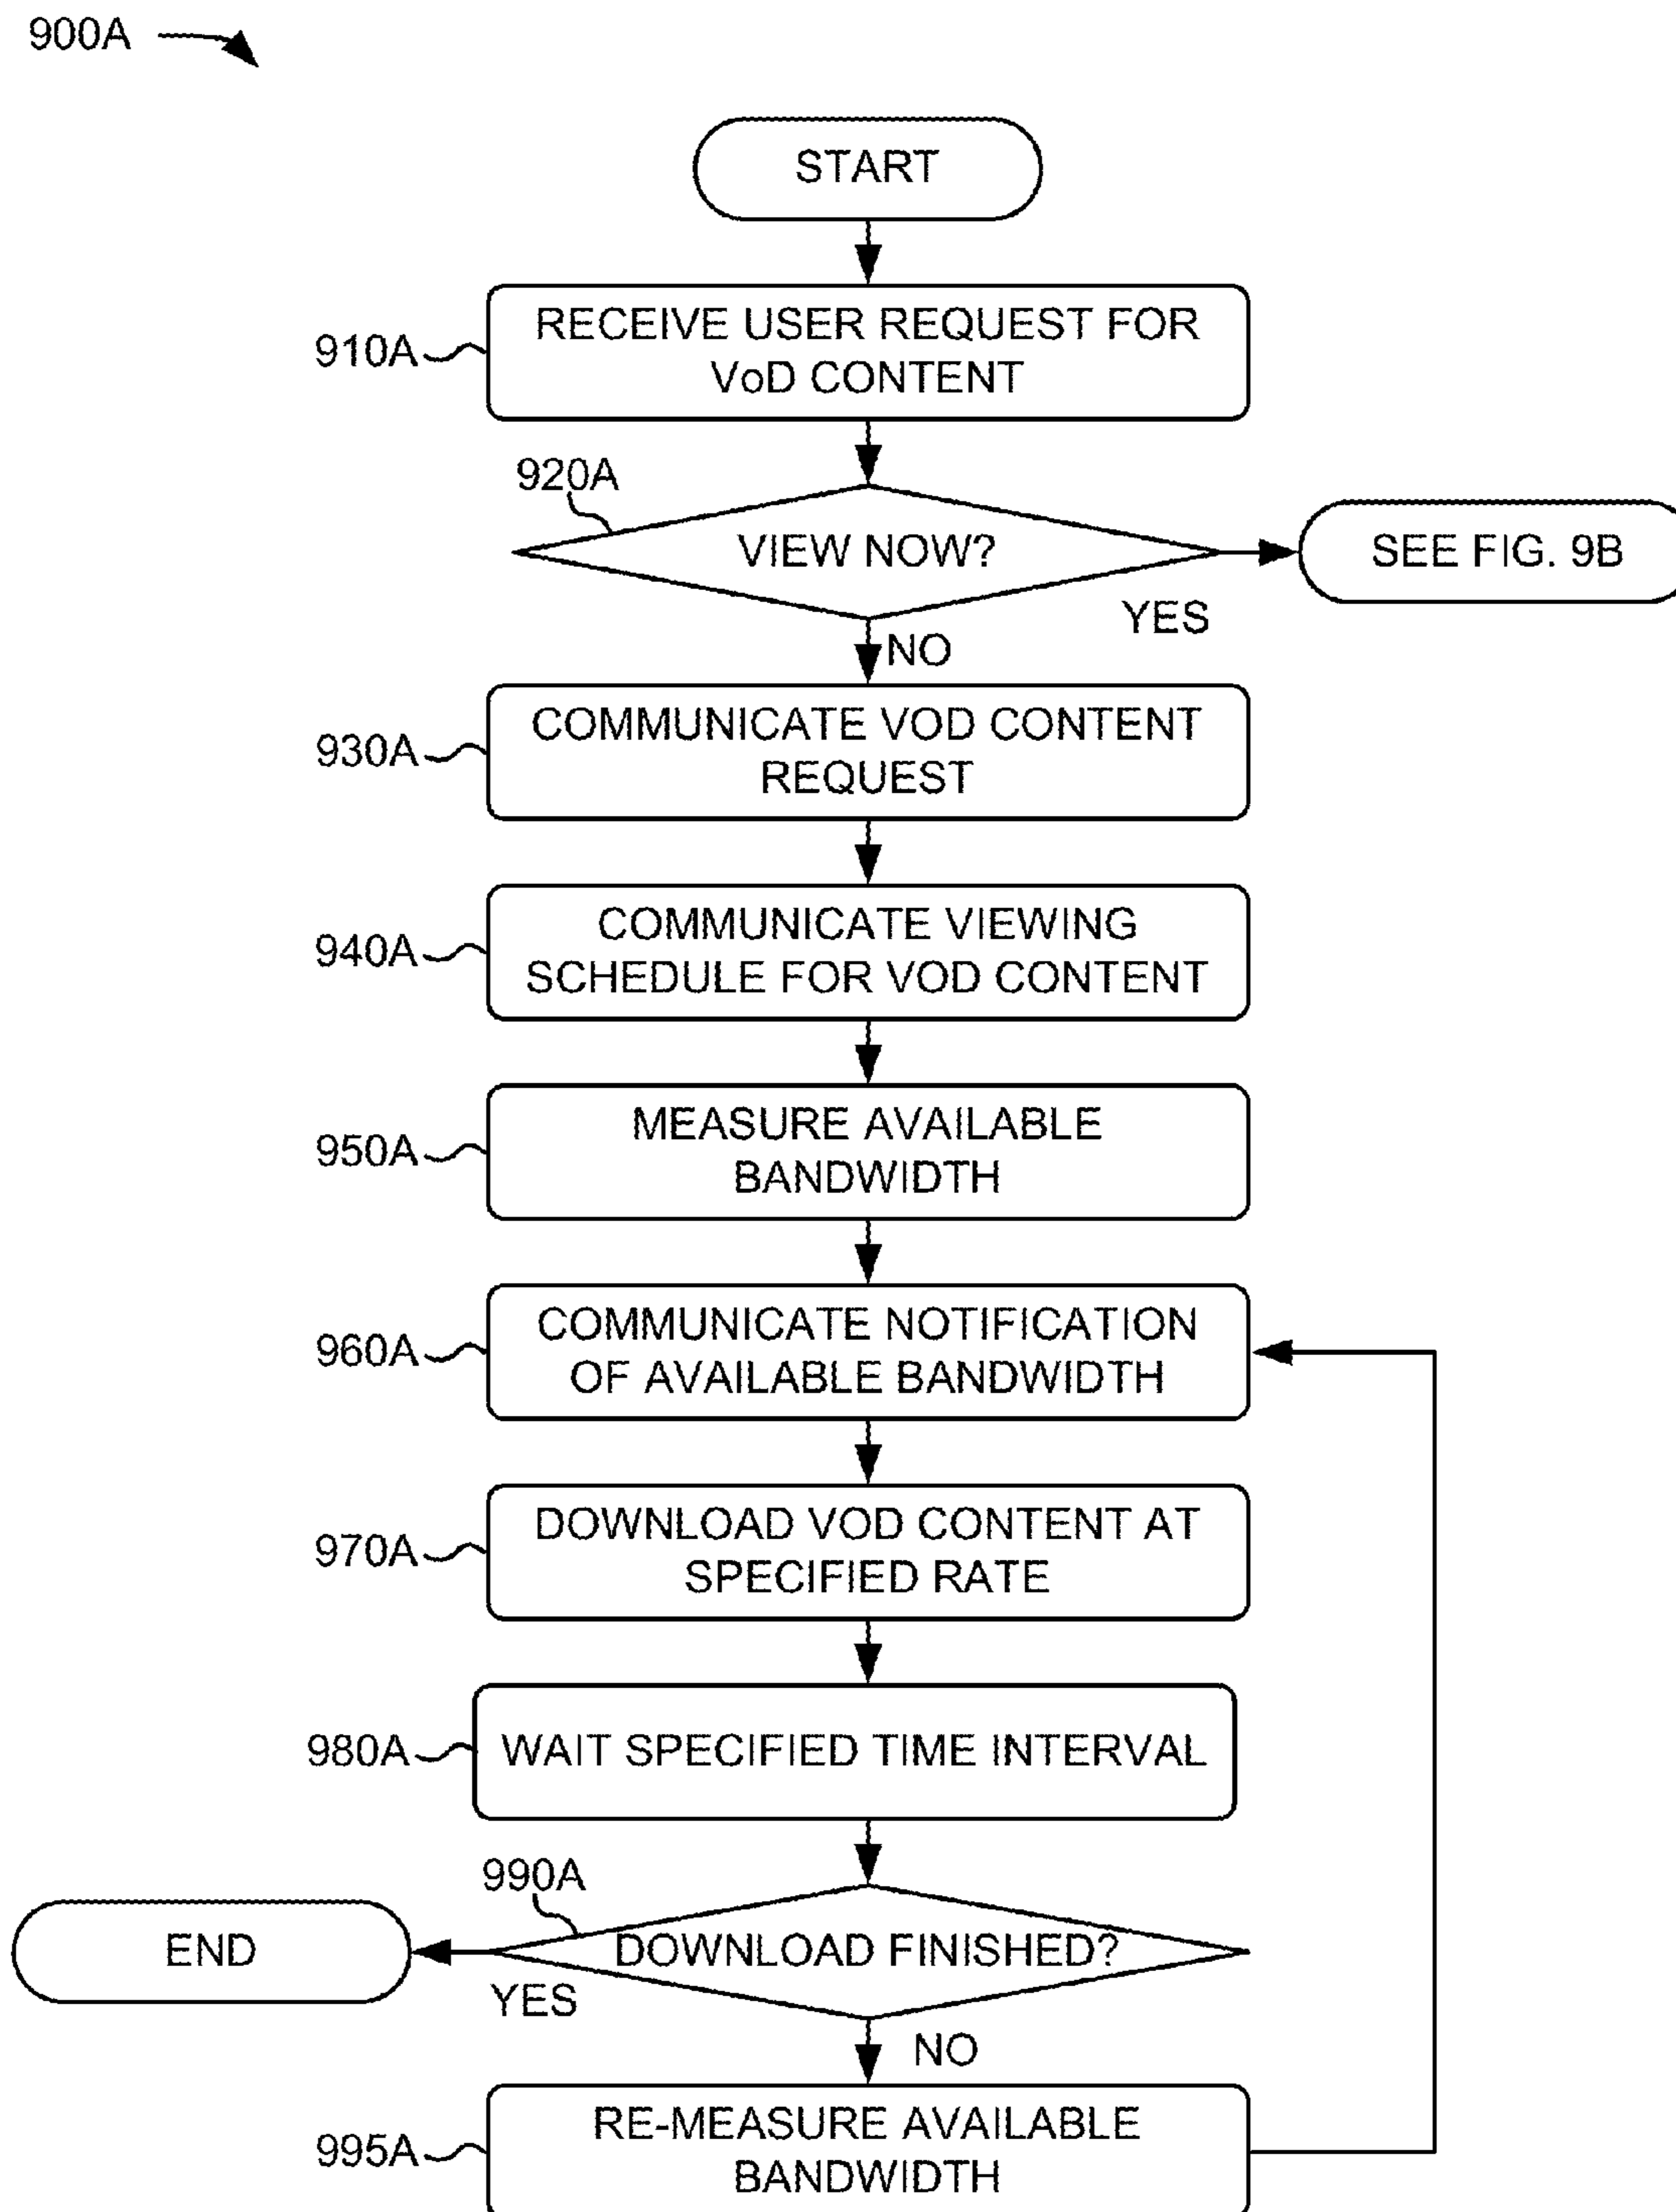 900A
START
910A
RECEIVE USER REQUEST FOR
VoD CONTENT
920A
VIEW NOW?
SEE FIG. 9B
YES
NO
930A
COMMUNICATE VOD CONTENT
REQUEST
940A
COMMUNICATE VIEWING
SCHEDULE FOR VOD CONTENT
950A
MEASURE AVAILABLE
BANDWIDTH
960A
COMMUNICATE NOTIFICATION
OF AVAILABLE BANDWIDTH
970A
DOWNLOAD VOD CONTENT AT
SPECIFIED RATE
980A
WAIT SPECIFIED TIME INTERVAL
990A
END
DOWNLOAD FINISHED?
YES
NO
995A
RE-MEASURE AVAILABLE
BANDWIDTH